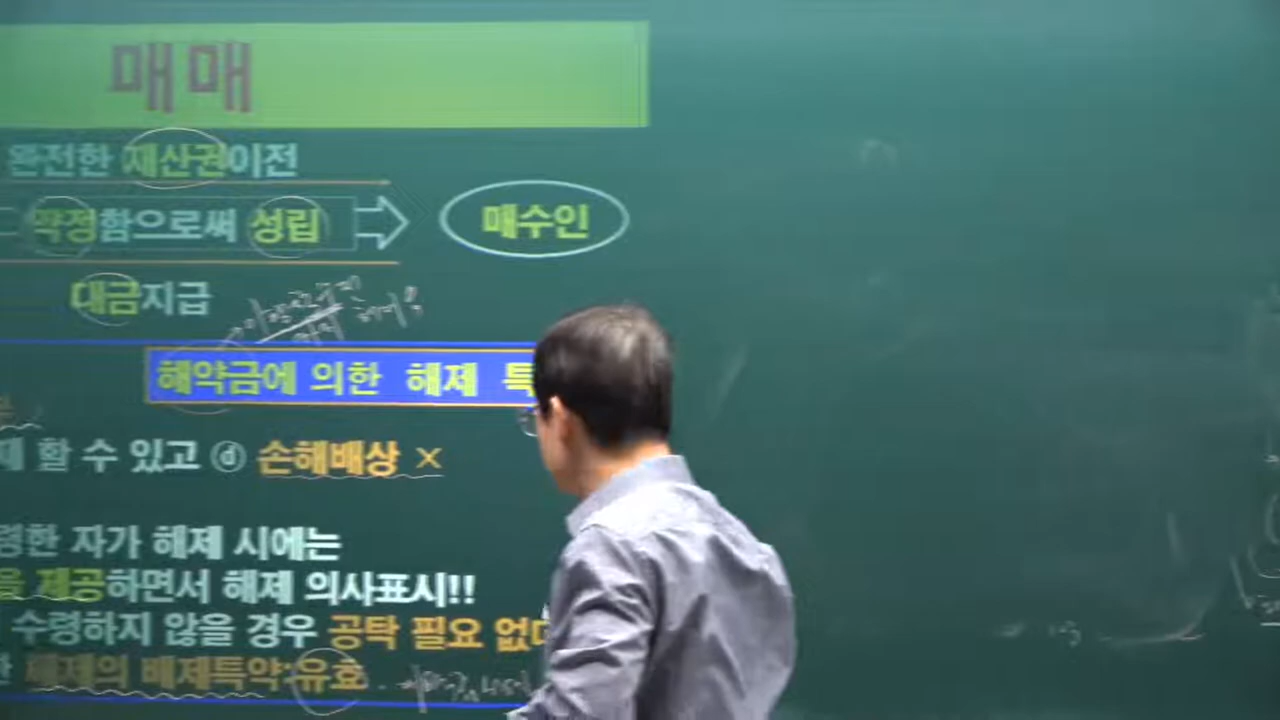 매매
완전한 재산권이전
약정함으로써 성립
매수인
대금지급
해약금에 의한 해제
할 수 있고 ⓓ 손해배상 ×
령한 자가 해제 시에는
을 제공하면서 해제 의사표시!!
수령하지 않을 경우 공탁 필요 없
해제의 배제특약:유효